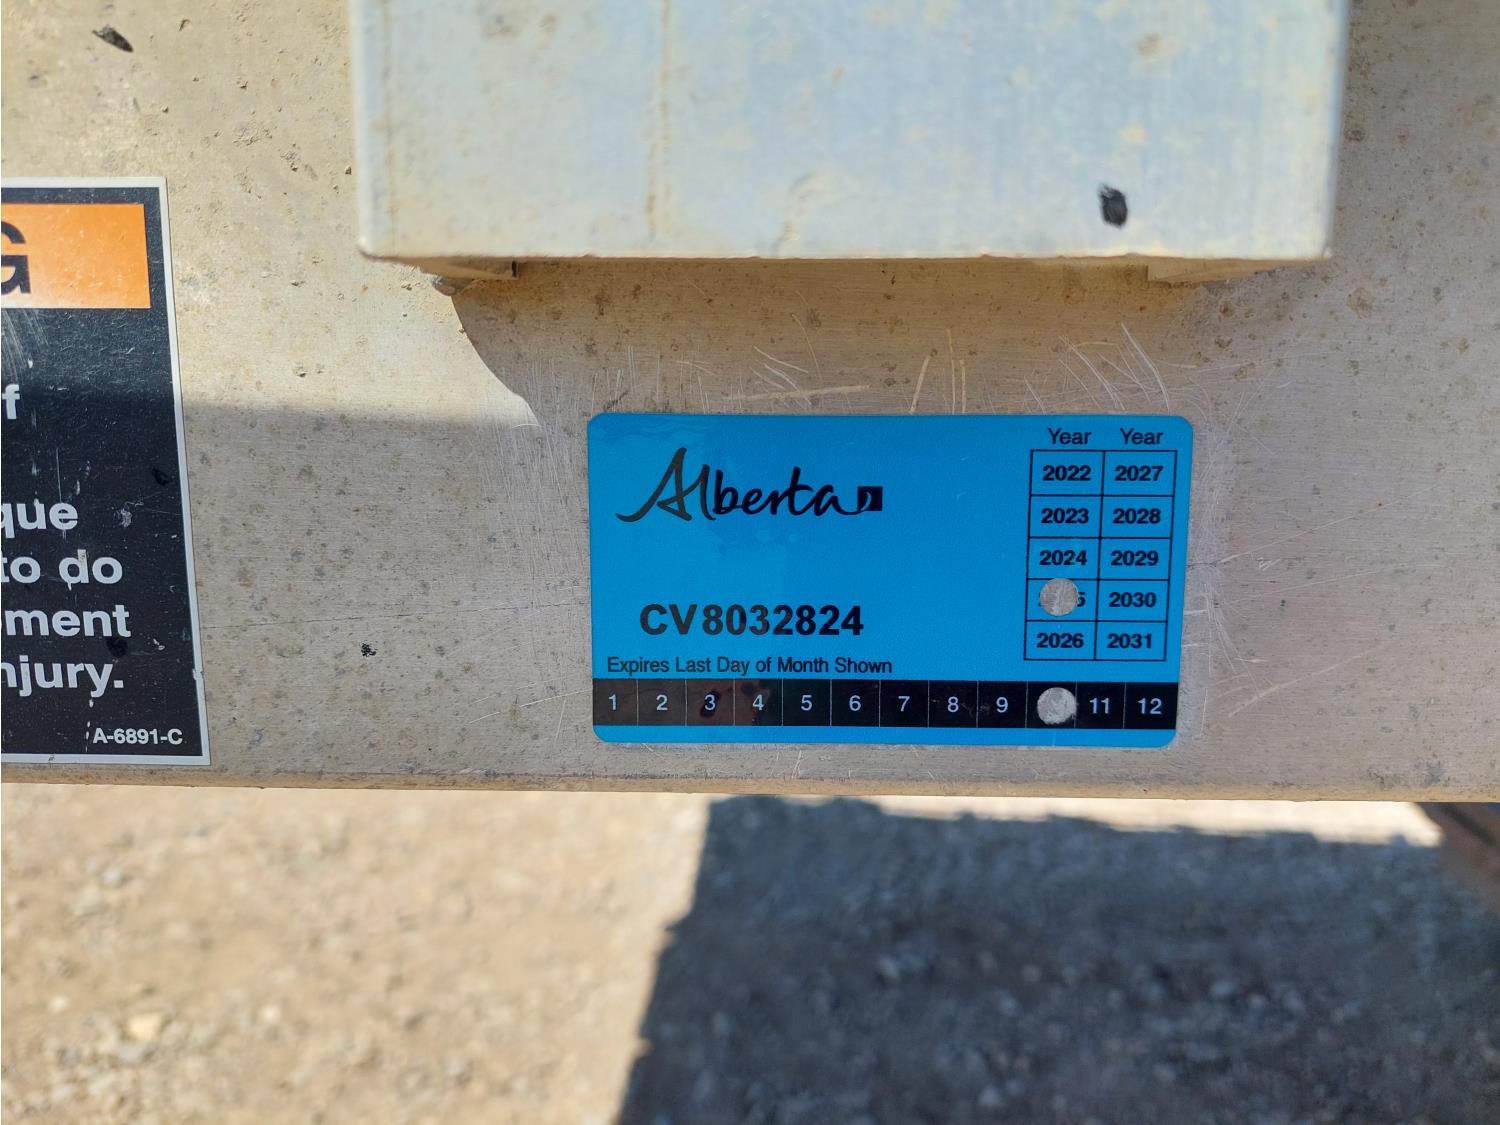 G
f
que
to do
ment
njury.
A-6891-C
Alberta
Year Year
2022 2027
2023 2028
2024 2029
5 2030
2026 2031
CV8032824
Expires Last Day of Month Shown
1 2 3 4 5 6 7 8 9 11 12